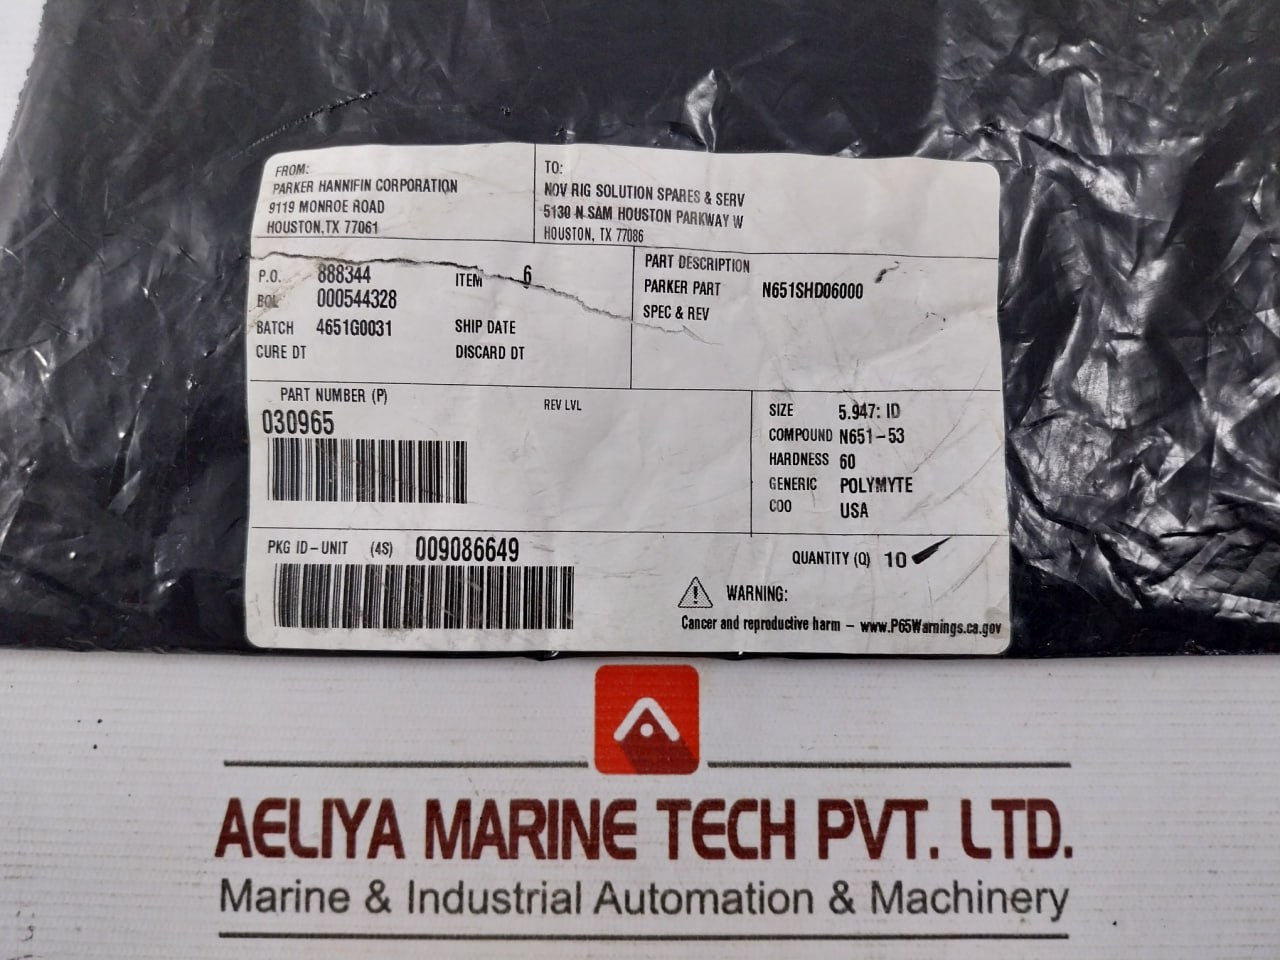 FROM:
PARKER HANNIFIN CORPORATION
9119 MONROE ROAD
HOUSTON,TX 77061
TO:
NOV RIG SOLUTION SPARES & SERV
5130 N SAM HOUSTON PARKWAY W
HOUSTON, TX 77086
P.O. 888344 ITEM 6
BOL 000544328
BATCH 4651G0031 SHIP DATE
CURE DT DISCARD DT
PART DESCRIPTION
PARKER PART N651SHD06000
SPEC & REV
PART NUMBER (P) REV LVL
030965
SIZE 5.947: ID
COMPOUND N651-53
HARDNESS 60
GENERIC POLYMYTE
COO USA
PKG ID-UNIT (4S) 009086649
QUANTITY (Q) 10
WARNING:
Cancer and reproductive harm - www.P65Warnings.ca.gov
AELIYA MARINE TECH PVT. LTD.
Marine & Industrial Automation & Machinery